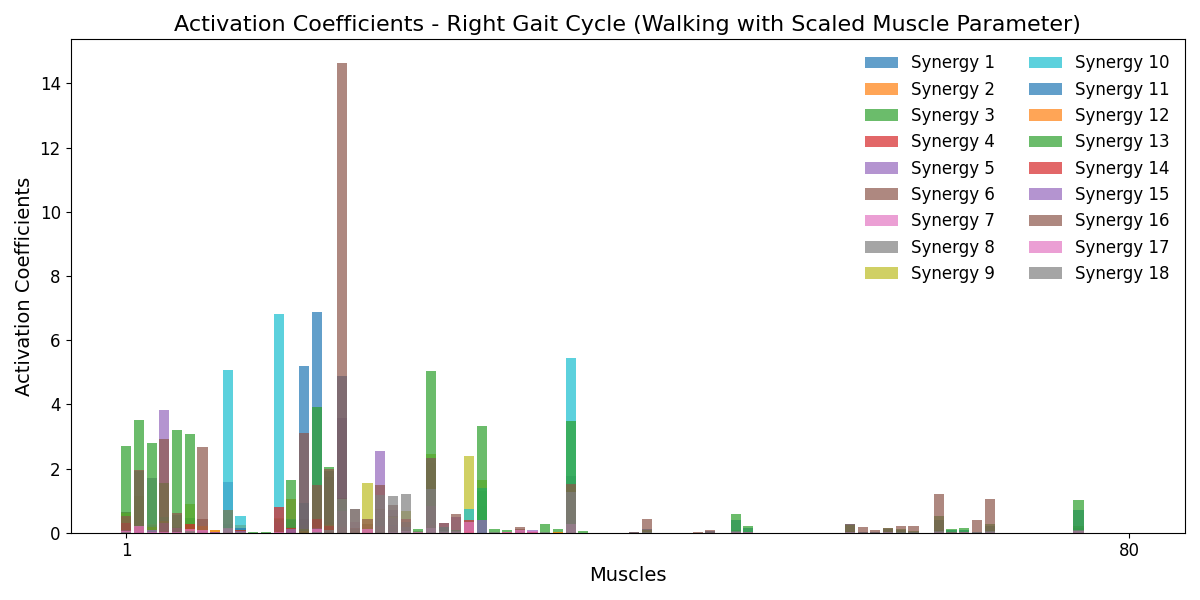 Activation Coefficients - Right Gait Cycle (Walking with Scaled Muscle Parameter)
Activation Coefficients
14
12
10
8
6
4
2
0
1
80
Muscles
Synergy 1
Synergy 2
Synergy 3
Synergy 4
Synergy 5
Synergy 6
Synergy 7
Synergy 8
Synergy 9
Synergy 10
Synergy 11
Synergy 12
Synergy 13
Synergy 14
Synergy 15
Synergy 16
Synergy 17
Synergy 18